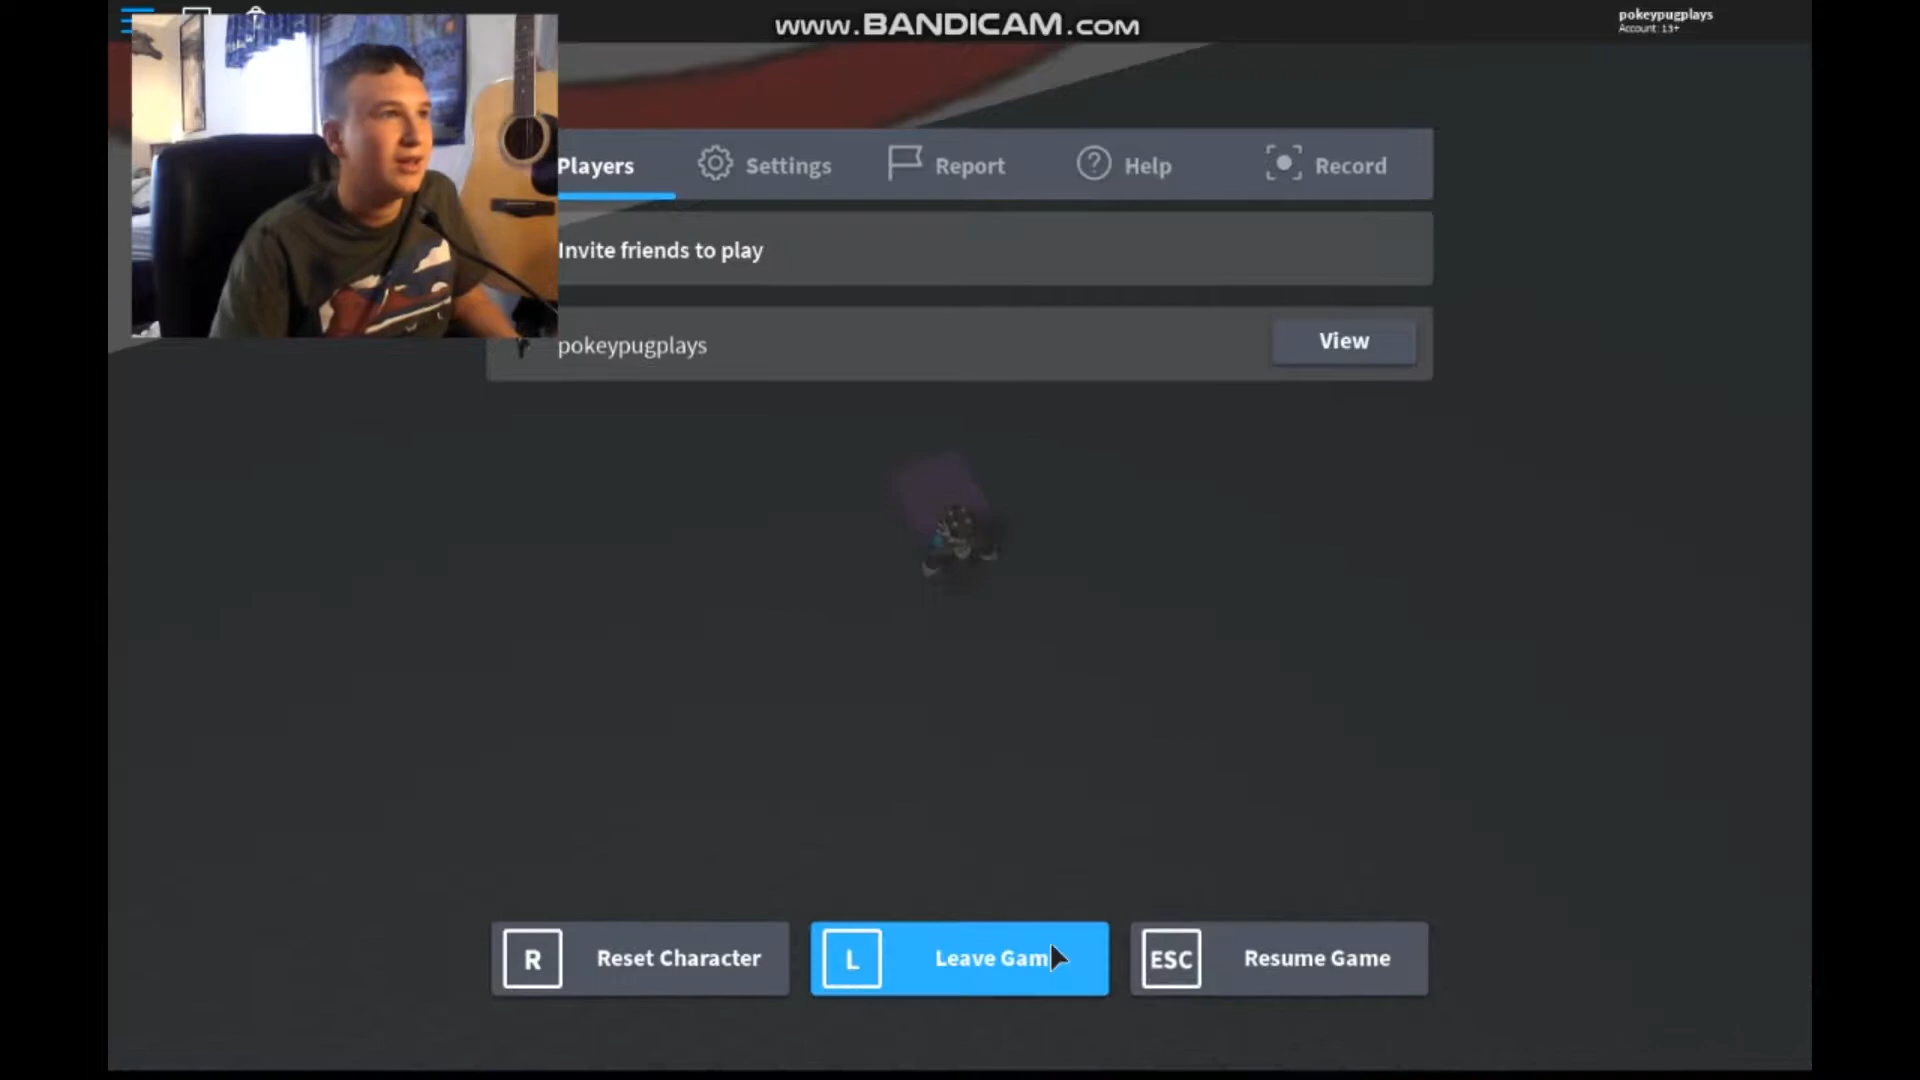 www.BANDICAM.com
pokeypugplays
Account: 13+
Players
Settings
Report
Help
Record
Invite friends to play
pokeypugplays
View
R
Reset Character
L
Leave Gam
ESC
Resume Game